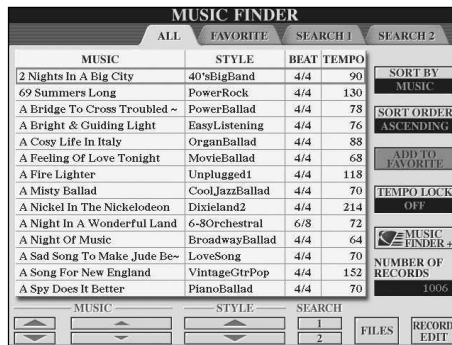 MUSIC FINDER
ALL FAVORITE SEARCH 1 SEARCH 2
MUSIC STYLE BEAT TEMPO
2 Nights In A Big City 40'sBigBand 4/4 90
69 Summers Long PowerRock 4/4 130
A Bridge To Cross Troubled ~ PowerBallad 4/4 78
A Bright & Guiding Light EasyListening 4/4 76
A Cosy Life In Italy OrganBallad 4/4 88
A Feeling Of Love Tonight MovieBallad 4/4 68
A Fire Lighter Unplugged1 4/4 118
A Misty Ballad CoolJazzBallad 4/4 70
A Nickel In The Nickelodeon Dixieland2 4/4 214
A Night In A Wonderful Land 6-8Orchestral 6/8 72
A Night Of Music BroadwayBallad 4/4 64
A Sad Song To Make Jude Be~ LoveSong 4/4 70
A Song For New England VintageGtrPop 4/4 152
A Spy Does It Better PianoBallad 4/4 70
SORT BY
MUSIC
SORT ORDER
ASCENDING
ADD TO
FAVORITE
TEMPO LOCK
OFF
MUSIC
FINDER +
NUMBER OF
RECORDS
1006
MUSIC STYLE SEARCH
1
2
FILES
RECORD
EDIT